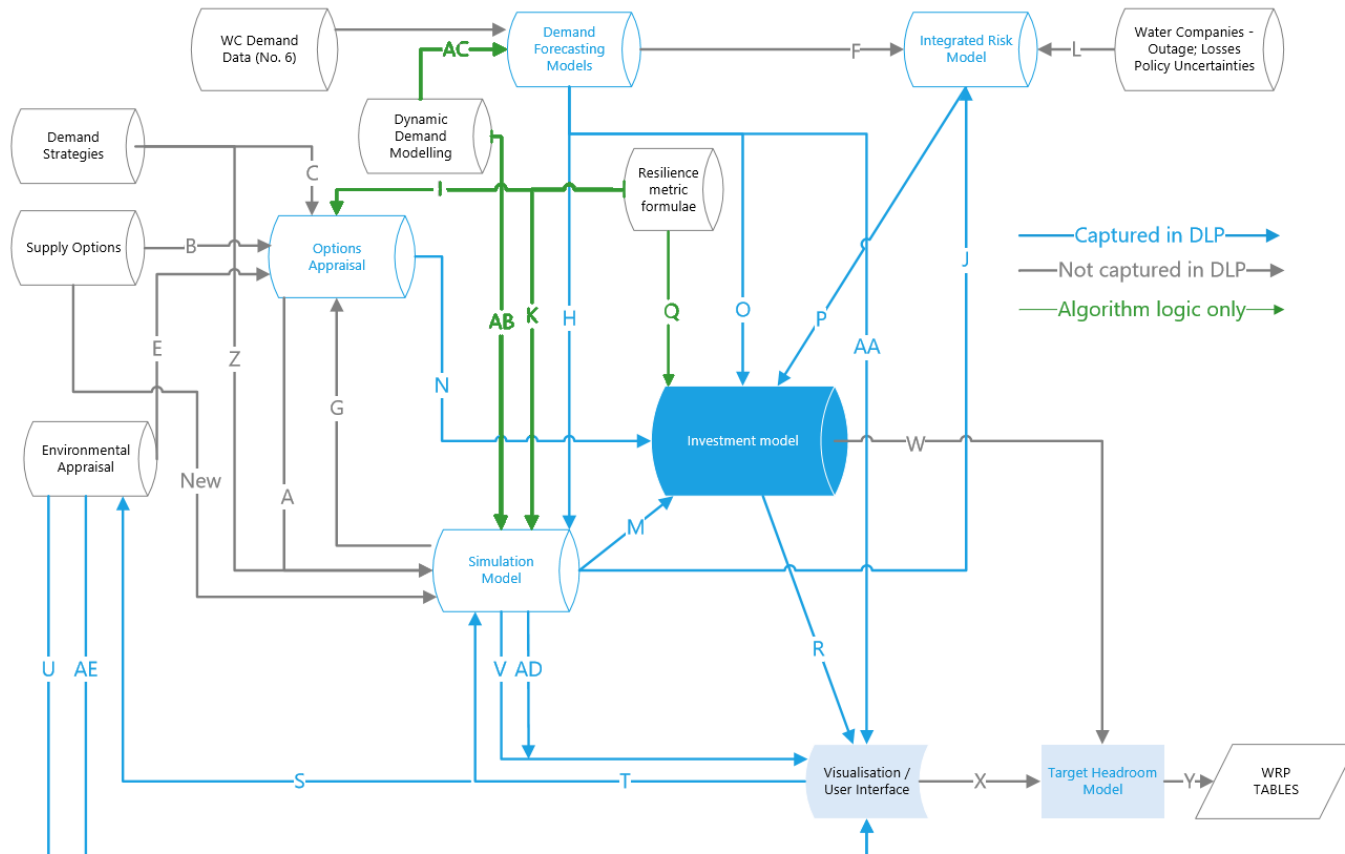 WC Demand
Data (No. 6)
AC
Demand
Forecasting
Models
F
Integrated Risk
Model
L
Water Companies -
Outage; Losses
Policy Uncertainties
Demand
Strategies
Dynamic
Demand
Modelling
C
I
Resilience
metric
formulae
Supply Options
B
Options
Appraisal
Captured in DLP
Not captured in DLP
Algorithm logic only
J
E
Z
G
N
AB
K
H
Q
O
P
AA
Environmental
Appraisal
New
A
Investment model
W
M
Simulation
Model
U
AE
V
AD
R
S
T
Visualisation /
User Interface
X
Target Headroom
Model
Y
WRP
TABLES